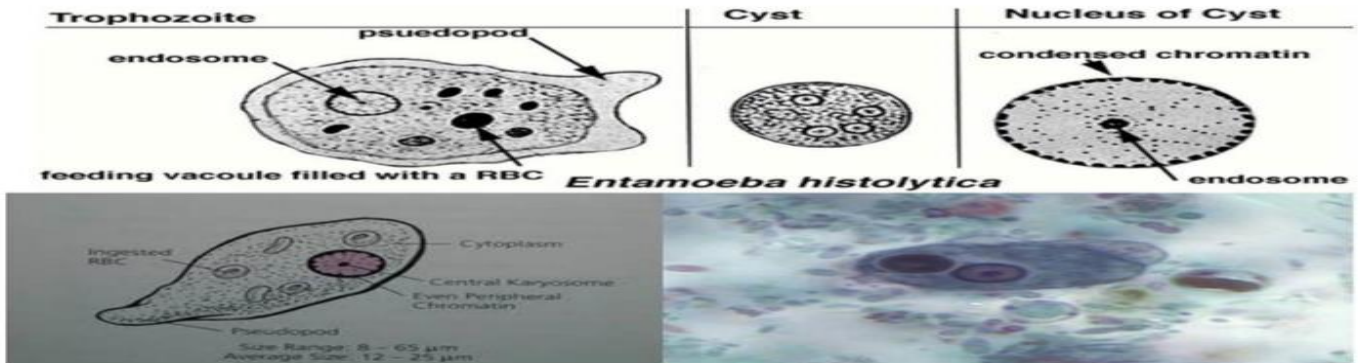 Trophozoite
Cyst
Nucleus of Cyst
psuedopod
endosome
condensed chromatin
feeding vacoule filled with a RBC
Entamoeba histolytica
endosome
Ingested
RBC
Cytoplasm
Central Karyosome
Even Peripheral
Chromatin
Pseudopod
Size Range: 8 – 65 µm
Average Size: 12 – 25 µm